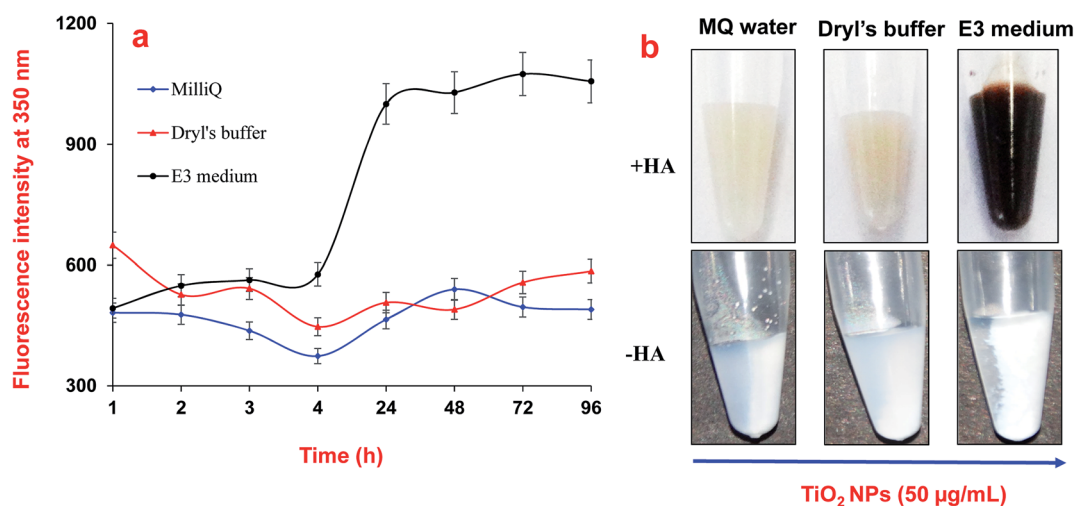 a
1200
900
600
300
Fluorescence intensity at 350 nm
MilliQ
Dryl's buffer
E3 medium
1 2 3 4 24 48 72 96
Time (h)
b
MQ water Dryl’s buffer E3 medium
+HA
-HA
TiO₂ NPs (50 µg/mL)